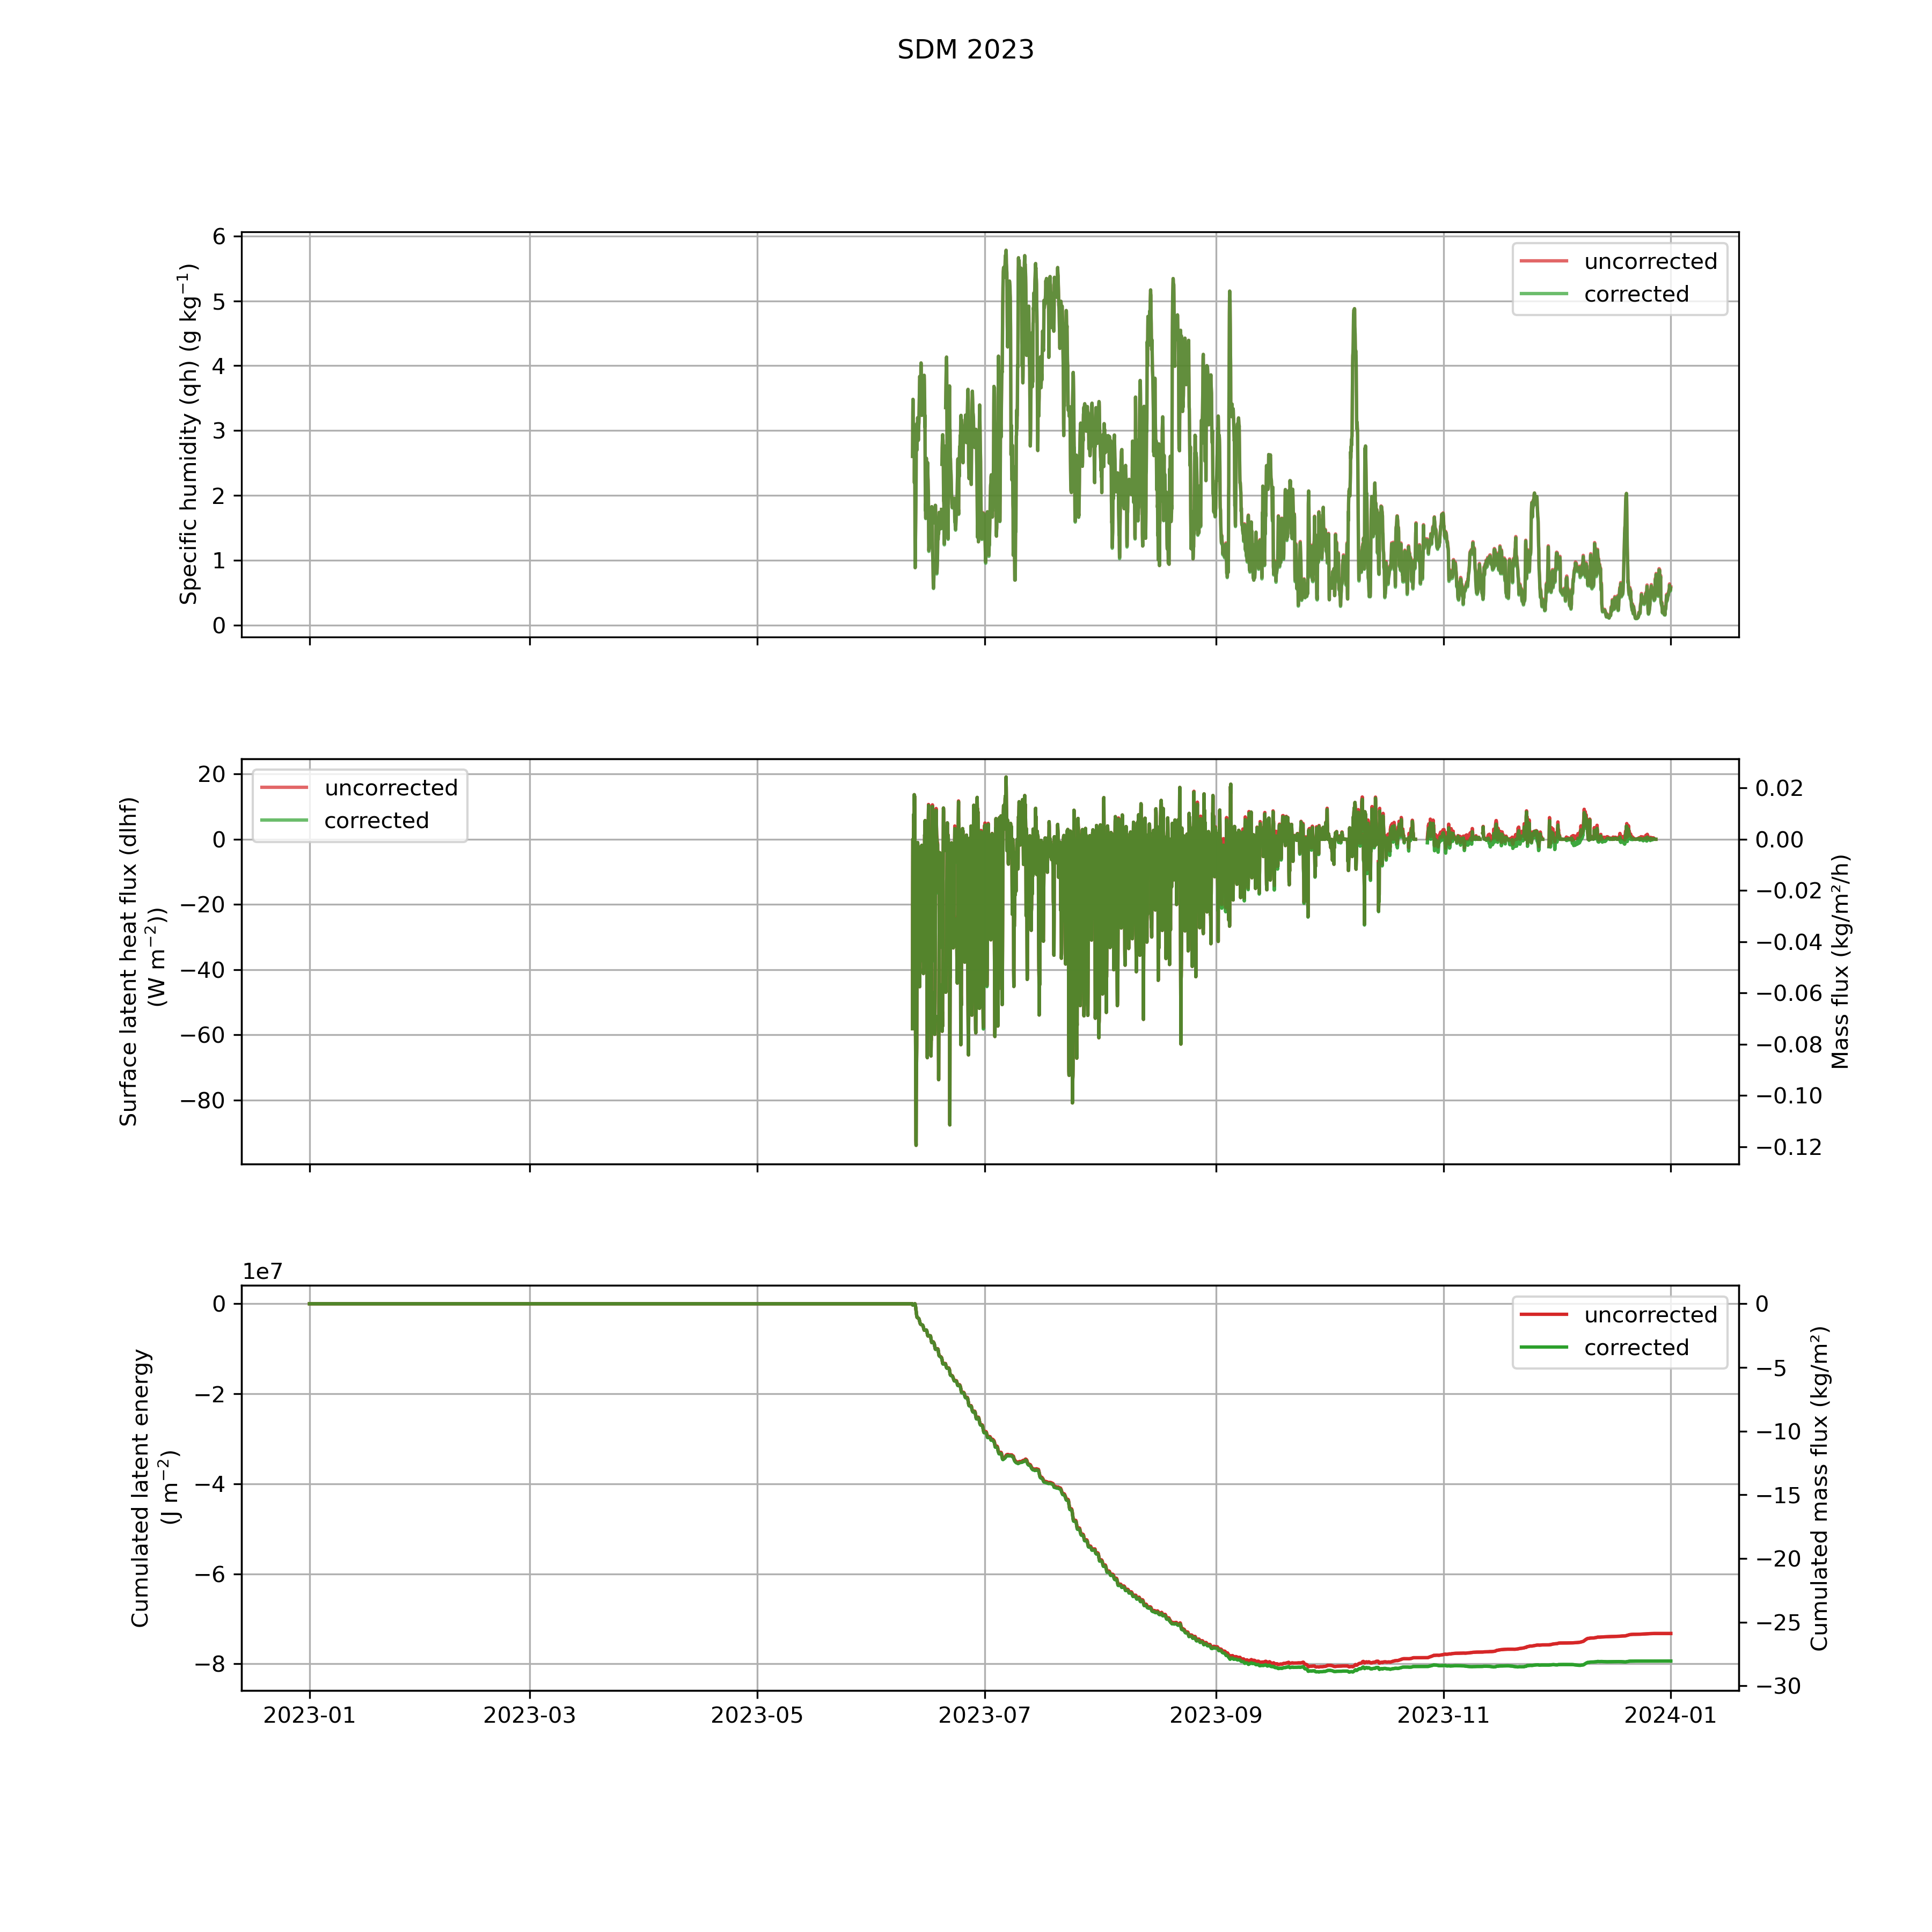 SDM 2023
Specific humidity (qh) (g kg⁻¹)
6
5
4
3
2
1
0
uncorrected
corrected
Surface latent heat flux (dlhf)
(W m⁻²))
20
0
−20
−40
−60
−80
uncorrected
corrected
0.02
0.00
−0.02
−0.04
−0.06
−0.08
−0.10
−0.12
Mass flux (kg/m²/h)
1e7
Cumulated latent energy
(J m⁻²)
0
−2
−4
−6
−8
uncorrected
corrected
0
−5
−10
−15
−20
−25
−30
Cumulated mass flux (kg/m²)
2023-01
2023-03
2023-05
2023-07
2023-09
2023-11
2024-01